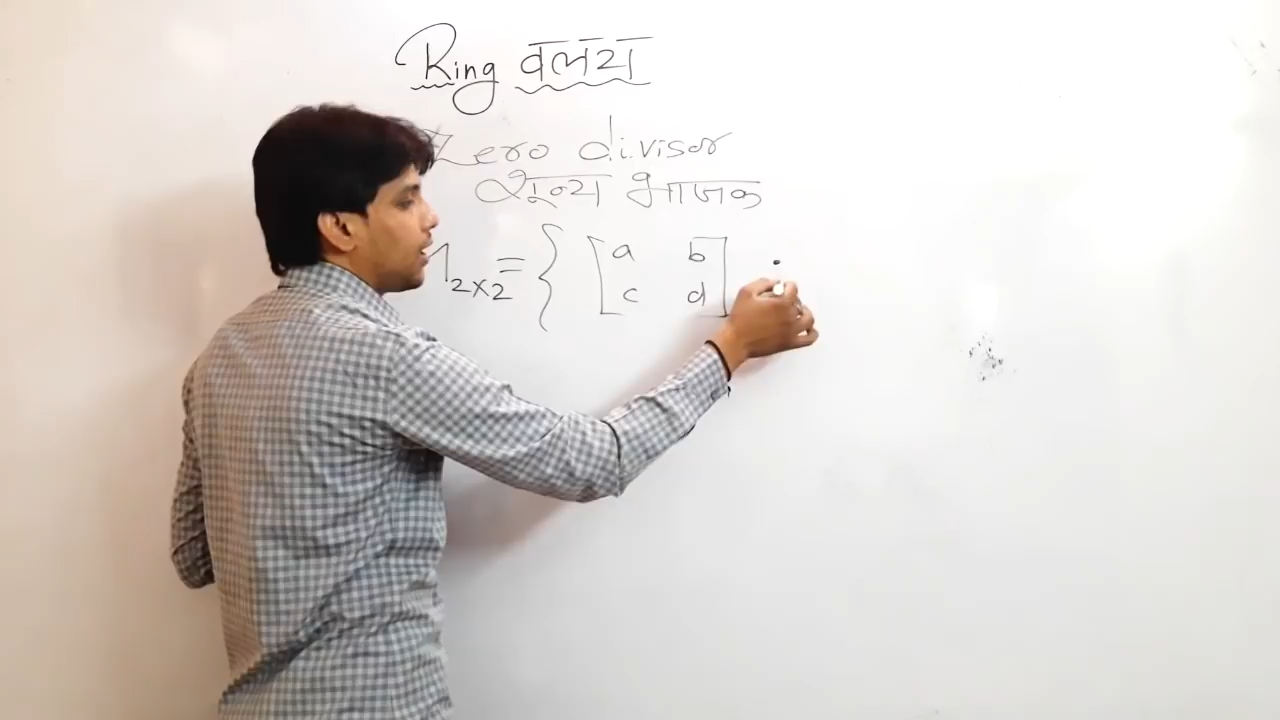 Ring वलय
Zero divisor
शून्य भाजक
2x2 = { [ a b
c d ] :